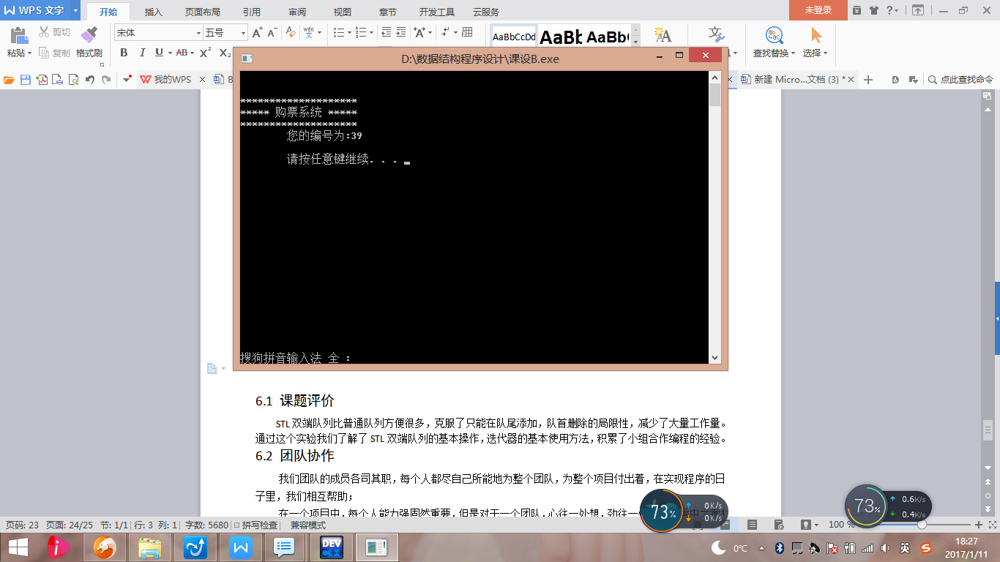 WPS 文字
开始
插入
页面布局
引用
审阅
视图
章节
开发工具
云服务
未登录
粘贴
剪切
复制
格式刷
宋体
五号
AaBbCcDd
AaBb
AaBb
查找替换
选择
我的WPS
新建 Micro...文档 (3) *
点此查找命令
D:\数据结构程序设计\课设B.exe
********************
***** 购票系统 *****
********************
您的编号为:39
请按任意键继续. . .
搜狗拼音输入法 全 :
6.1 课题评价
STL 双端队列比普通队列方便很多，克服了只能在队尾添加，队首删除的局限性，减少了大量工作量。
通过这个实验我们了解了 STL 双端队列的基本操作，迭代器的基本使用方法，积累了小组合作编程的经验。
6.2 团队协作
我们团队的成员各司其职，每个人都尽自己所能地为整个团队，为整个项目付出着，在实现程序的日
子里，我们相互帮助；
在一个项目中，每个人能力强固然重要，但是对于一个团队，心往一处想，劲往一
73%
0K/s
0K/s
73%
0.6K/s
0.4K/s
页码: 23 页面: 24/25 节: 1/1 行: 3 列: 1 字数: 5680 拼写检查 兼容模式
100 %
DEV C++
0℃
英
18:27
2017/1/11